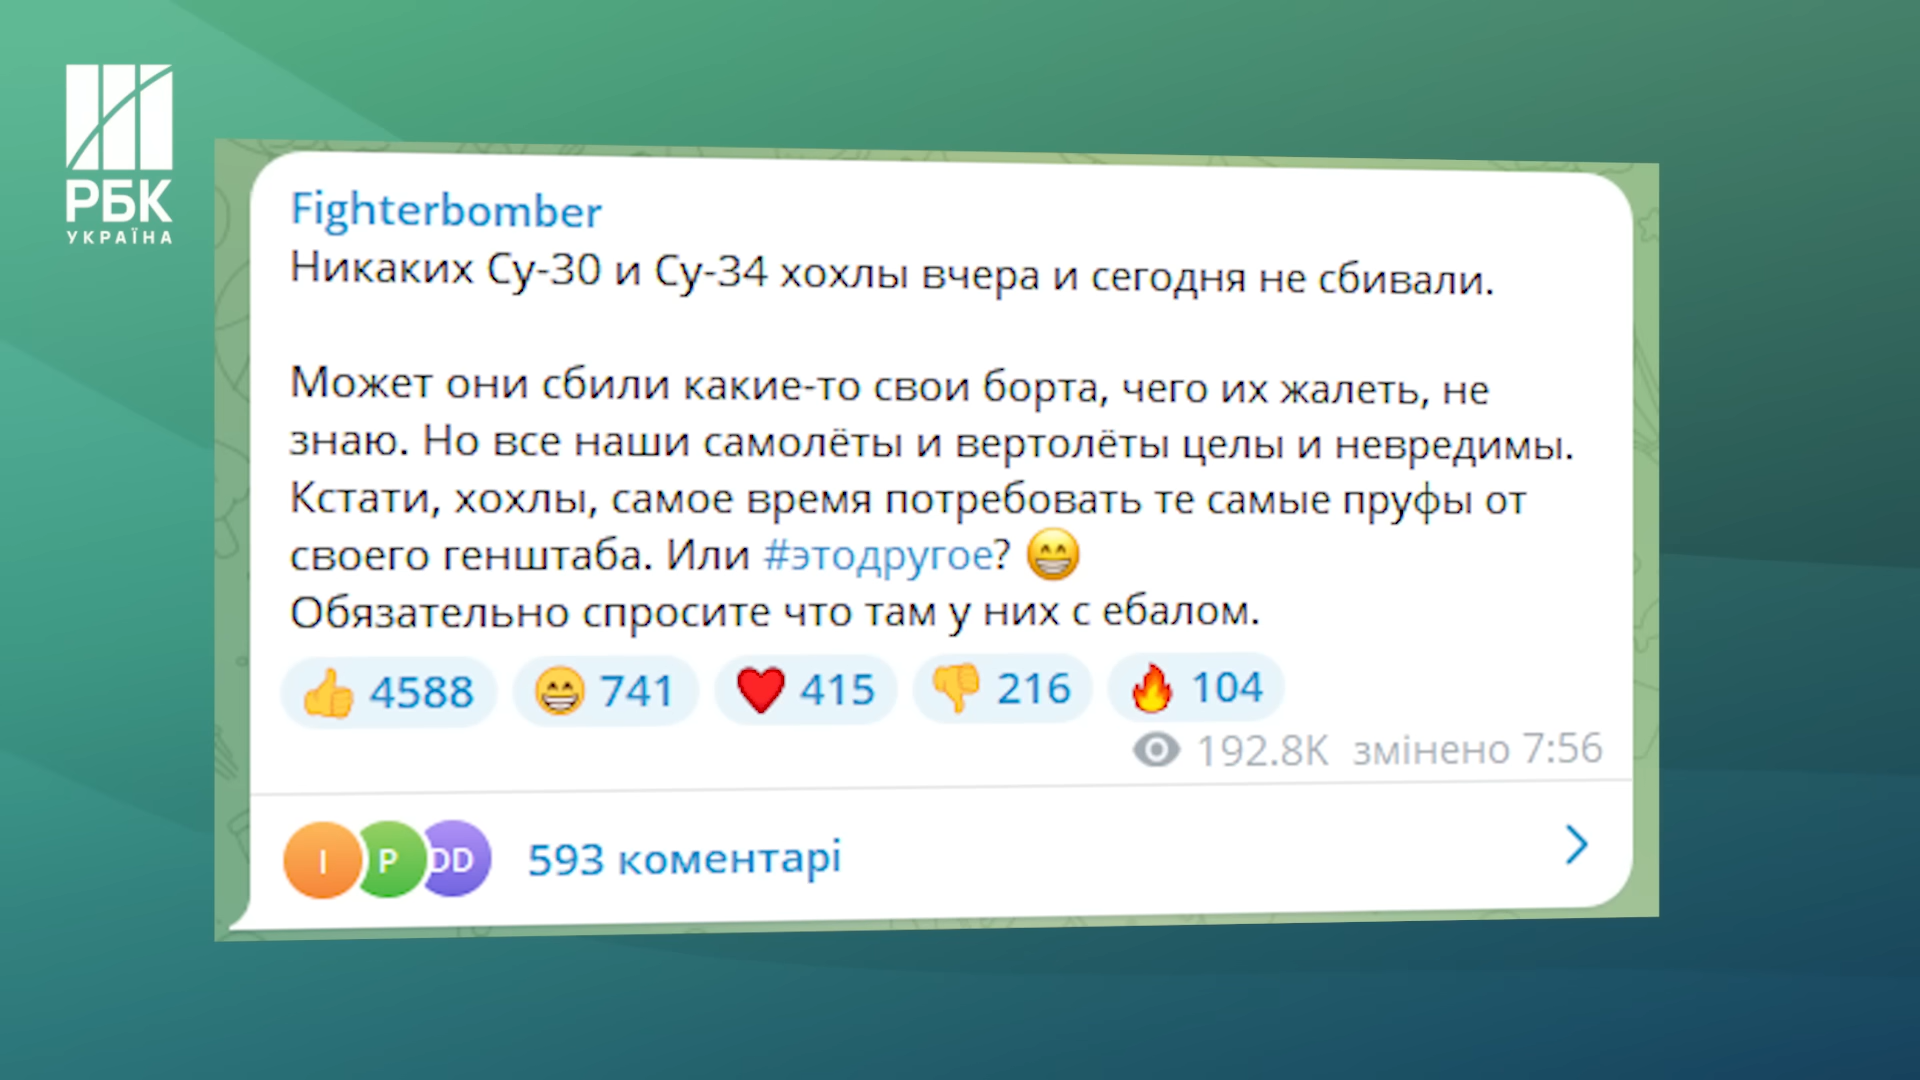 РБК
УКРАЇНА
Fighterbomber
Никаких Су-30 и Су-34 хохлы вчера и сегодня не сбивали.
Может они сбили какие-то свои борта, чего их жалеть, не
знаю. Но все наши самолёты и вертолёты целы и невредимы.
Кстати, хохлы, самое время потребовать те самые пруфы от
своего генштаба. Или #этодругое? 😁
Обязательно спросите что там у них с ебалом.
👍 4588 😁 741 ❤ 415 👎 216 🔥 104
192.8K змінено 7:56
I P DD 593 коментарі